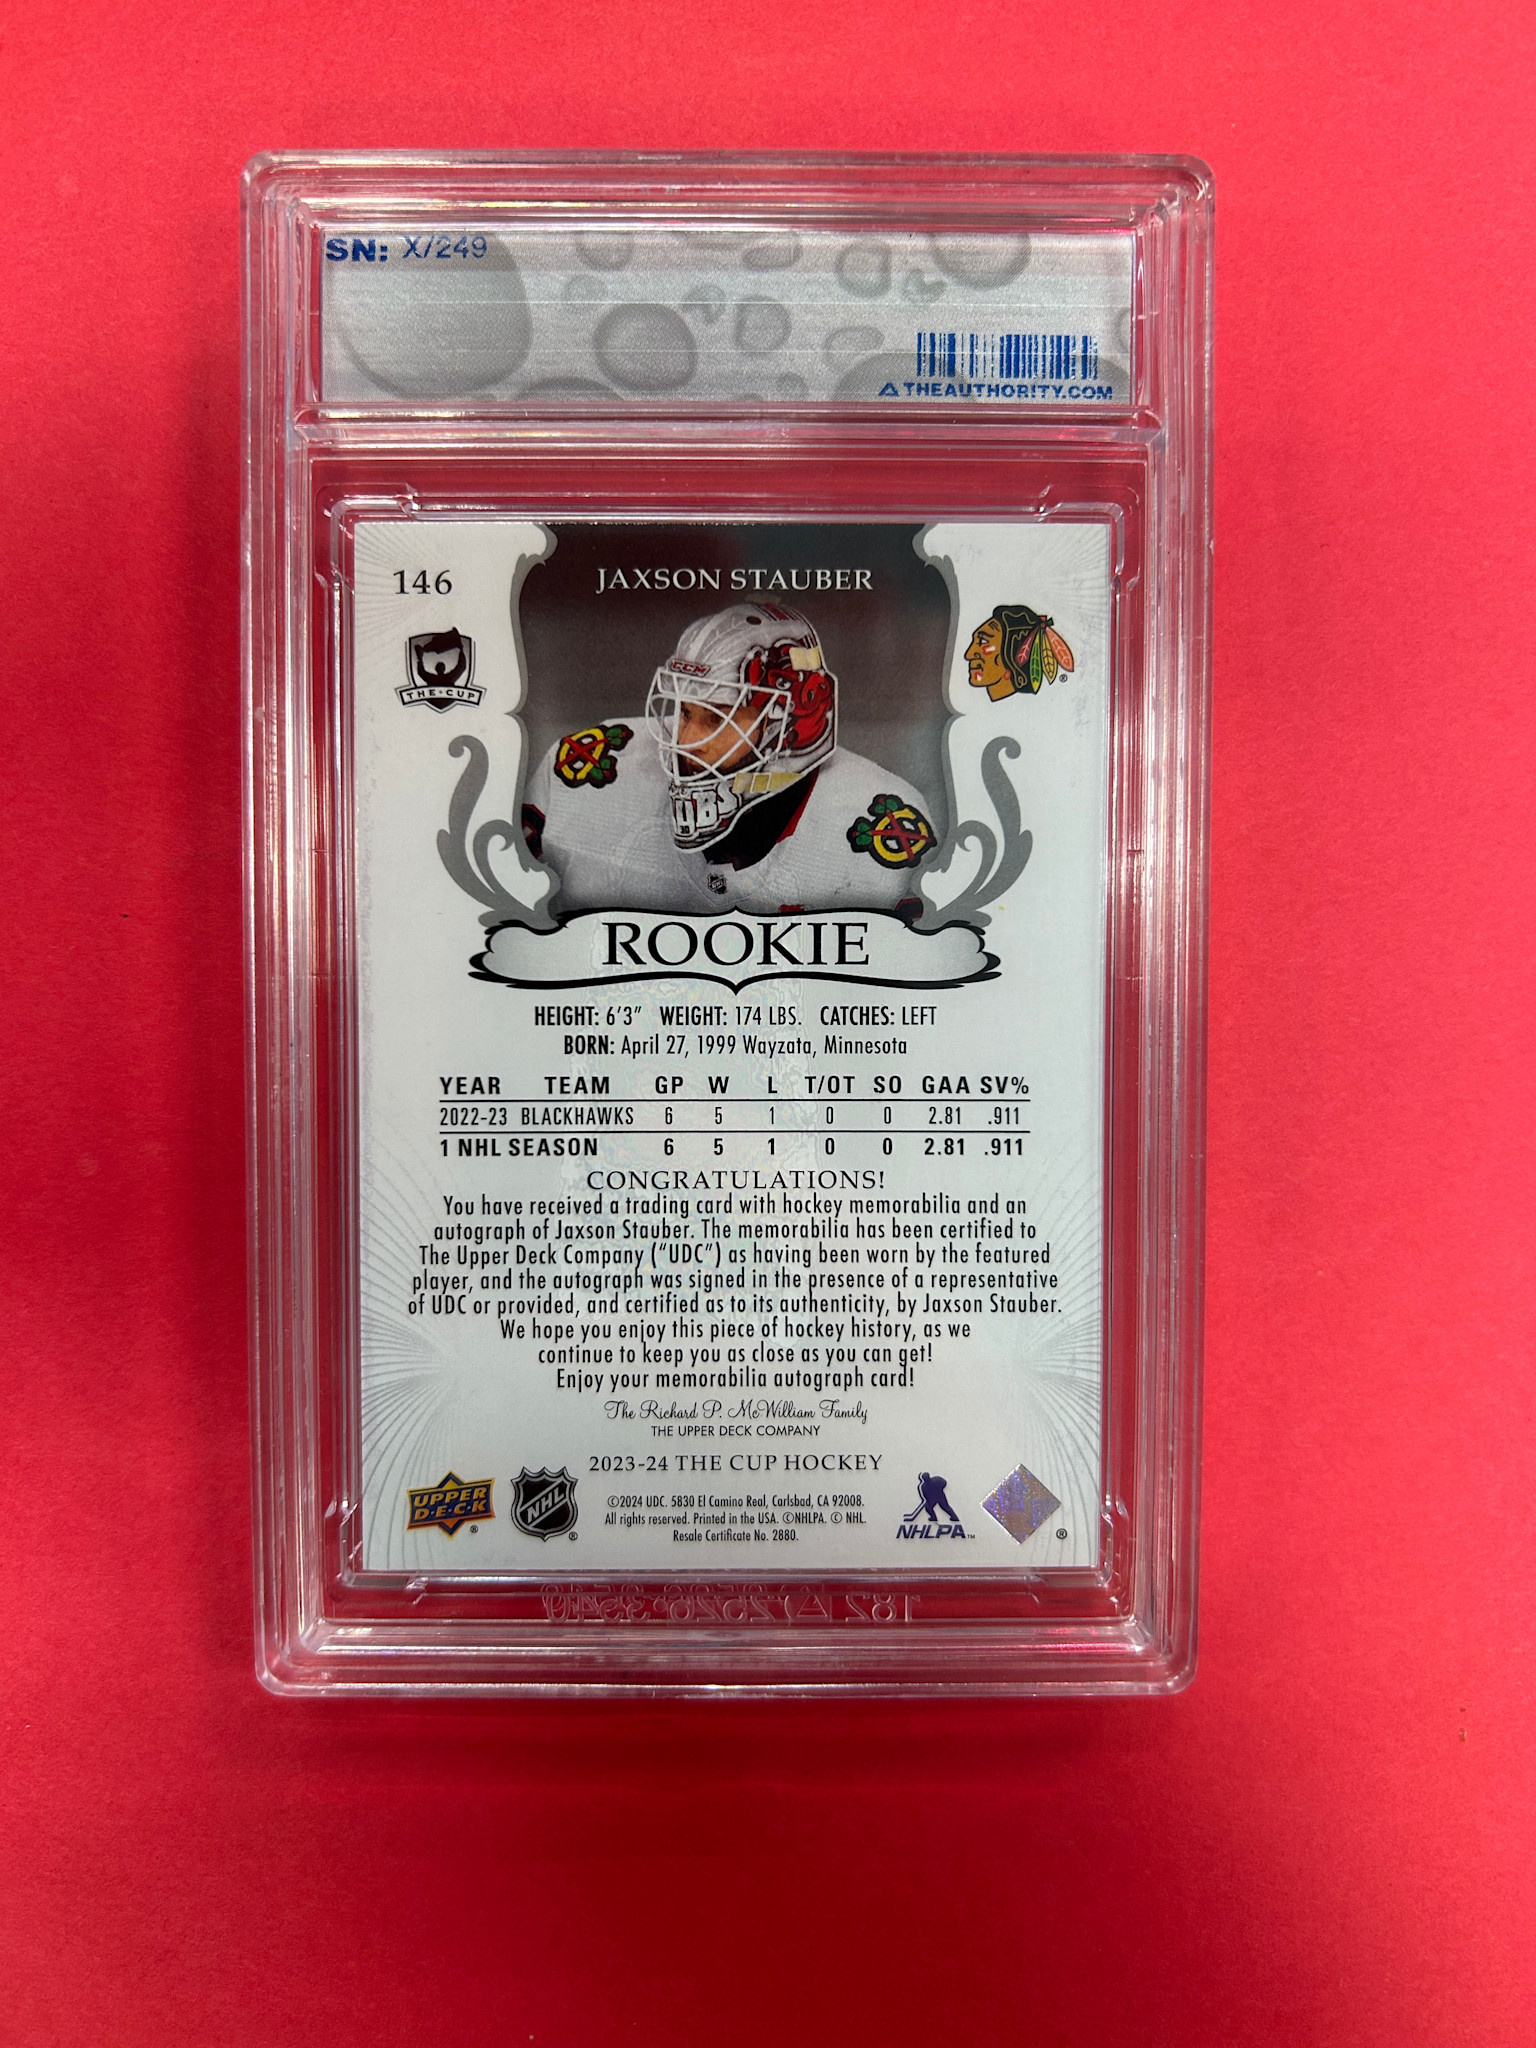 SN: X/249
THEAUTHORITY.COM
146
JAXSON STAUBER
THE CUP
CCM
ROOKIE
HEIGHT: 6'3" WEIGHT: 174 LBS. CATCHES: LEFT
BORN: April 27, 1999 Wayzata, Minnesota
YEAR TEAM GP W L T/OT SO GAA SV%
2022-23 BLACKHAWKS 6 5 1 0 0 2.81 .911
1 NHL SEASON 6 5 1 0 0 2.81 .911
CONGRATULATIONS!
You have received a trading card with hockey memorabilia and an
autograph of Jaxson Stauber. The memorabilia has been certified to
The Upper Deck Company ("UDC") as having been worn by the featured
player, and the autograph was signed in the presence of a representative
of UDC or provided, and certified as to its authenticity, by Jaxson Stauber.
We hope you enjoy this piece of hockey history, as we
continue to keep you as close as you can get!
Enjoy your memorabilia autograph card!
The Richard P. McWilliam Family
THE UPPER DECK COMPANY
2023-24 THE CUP HOCKEY
UPPER
D·E·C·K ®
NHL ®
©2024 UDC. 5830 El Camino Real, Carlsbad, CA 92008.
All rights reserved. Printed in the USA. ©NHLPA. © NHL.
Resale Certificate No. 2880.
NHLPA™
®